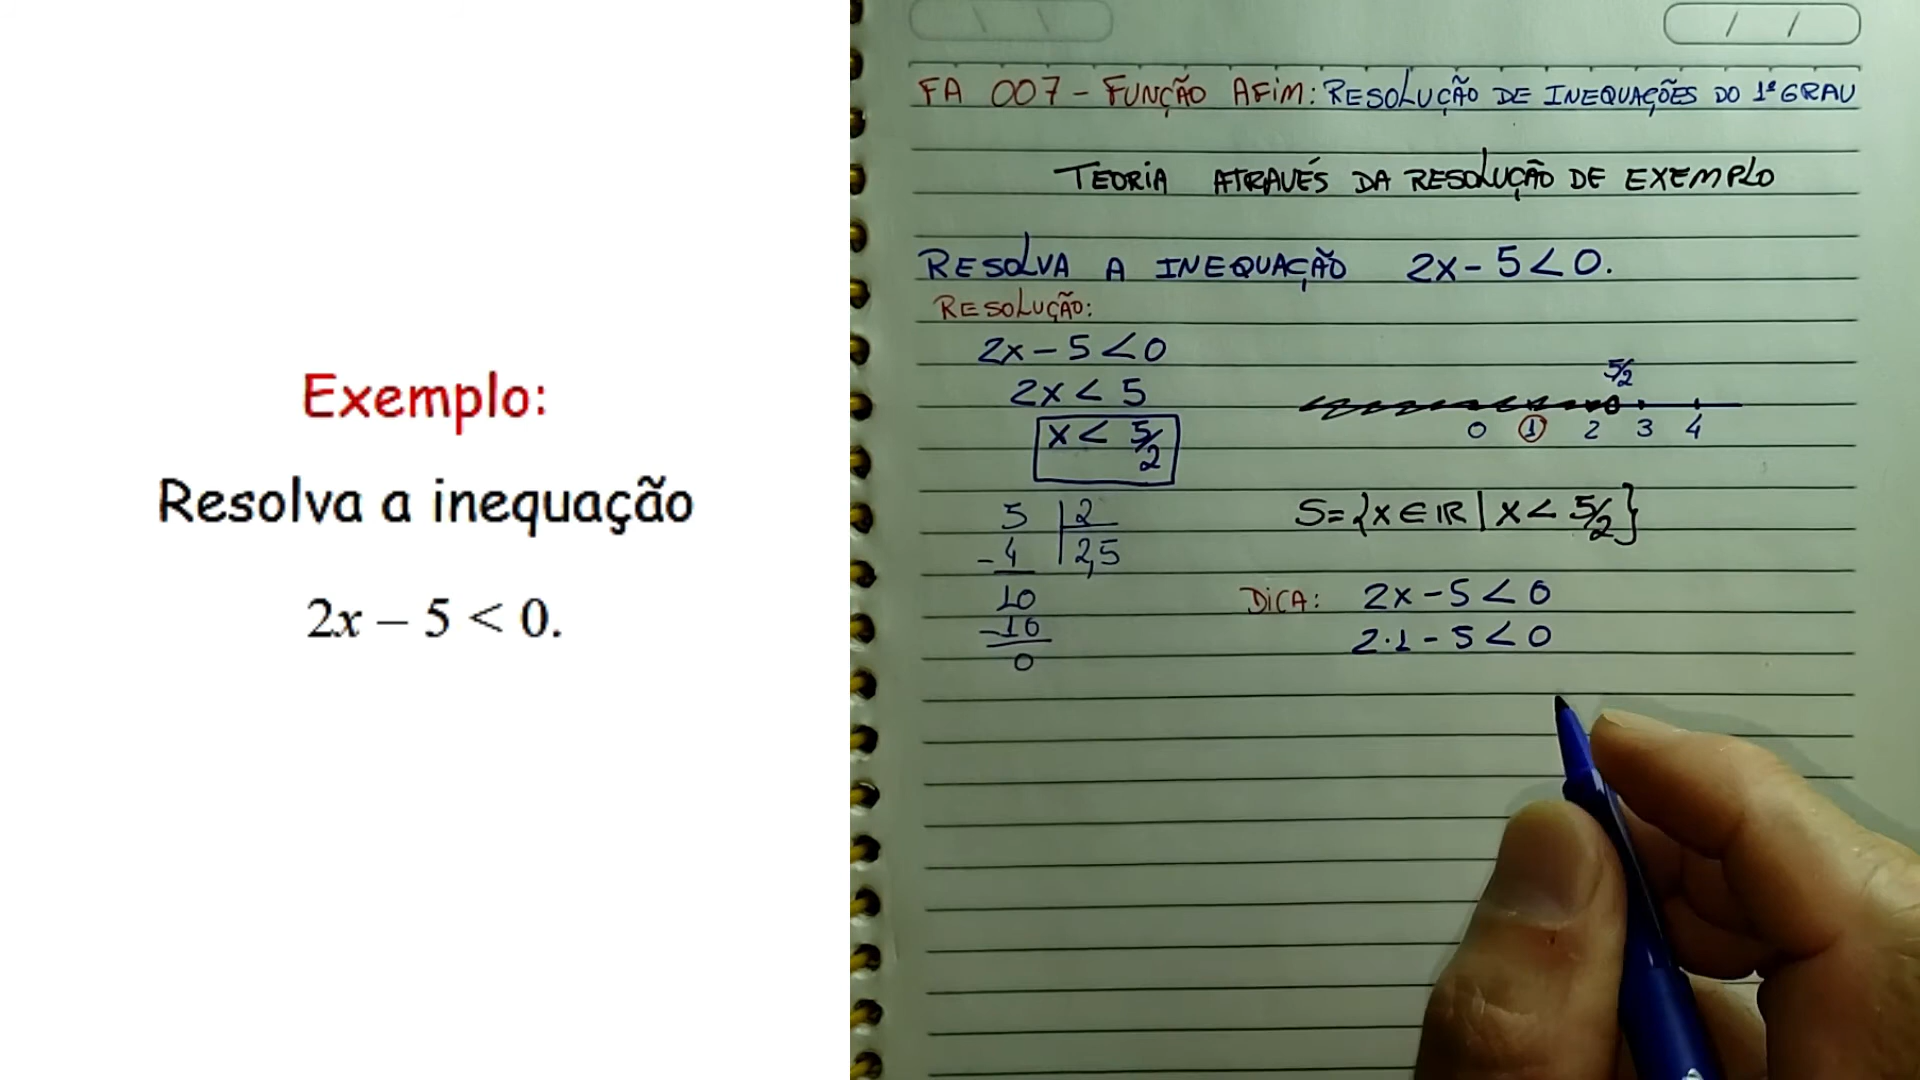 Exemplo:
Resolva a inequação
2x – 5 < 0.
FA 007 - FUNÇÃO AFIM: RESOLUÇÃO DE INEQUAÇÕES DO 1º GRAU
TEORIA ATRAVÉS DA RESOLUÇÃO DE EXEMPLO
RESOLVA A INEQUAÇÃO 2x - 5 < 0.
RESOLUÇÃO:
2x - 5 < 0
2x < 5
x < 5/2
5/2
0 1 2 3 4
5 | 2
- 4 | 2,5
10
- 10
0
S = {x ∈ IR | x < 5/2}
DICA: 2x - 5 < 0
2·1 - 5 < 0